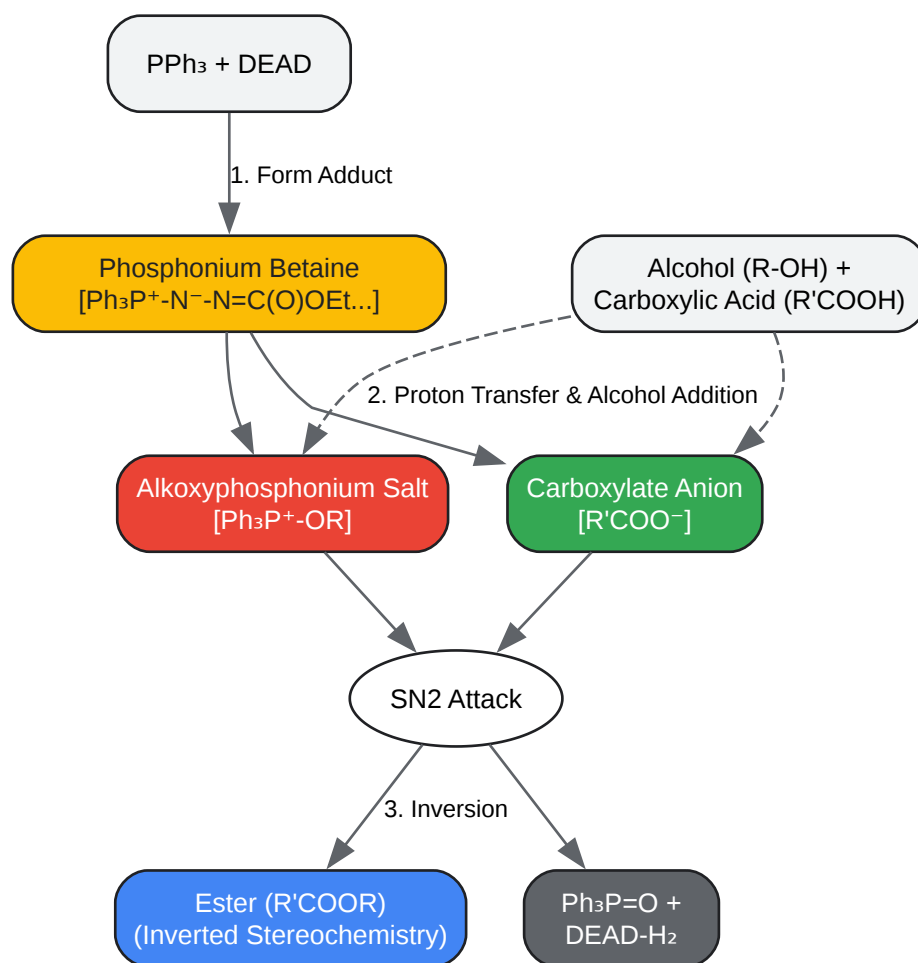 PPh₃ + DEAD
1. Form Adduct
Phosphonium Betaine
[Ph₃P⁺-N⁻-N=C(O)OEt...]
Alcohol (R-OH) +
Carboxylic Acid (R'COOH)
2. Proton Transfer & Alcohol Addition
Alkoxyphosphonium Salt
[Ph₃P⁺-OR]
Carboxylate Anion
[R'COO⁻]
SN2 Attack
3. Inversion
Ester (R'COOR)
(Inverted Stereochemistry)
Ph₃P=O +
DEAD-H₂